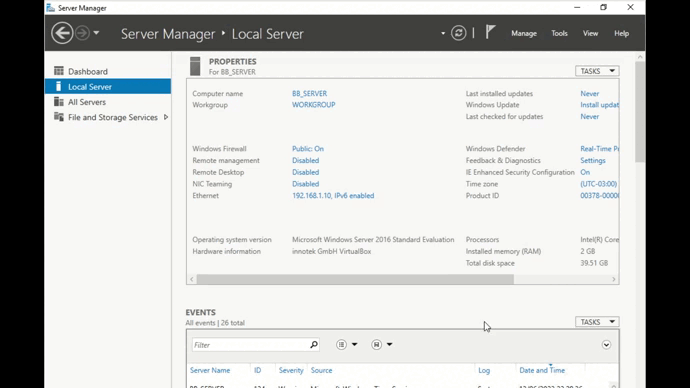 Server Manager
Server Manager ‣ Local Server
Manage Tools View Help
Dashboard
Local Server
All Servers
File and Storage Services
PROPERTIES
For BB_SERVER
TASKS
Computer name BB_SERVER Last installed updates Never
Workgroup WORKGROUP Windows Update Install updat
Last checked for updates Never
Windows Firewall Public: On Windows Defender Real-Time P
Remote management Disabled Feedback & Diagnostics Settings
Remote Desktop Disabled IE Enhanced Security Configuration On
NIC Teaming Disabled Time zone (UTC-03:00)
Ethernet 192.168.1.10, IPv6 enabled Product ID 00378-0000
Operating system version Microsoft Windows Server 2016 Standard Evaluation Processors Intel(R) Core
Hardware information innotek GmbH VirtualBox Installed memory (RAM) 2 GB
Total disk space 39.51 GB
EVENTS
All events | 26 total
TASKS
Filter
Server Name ID Severity Source Log Date and Time